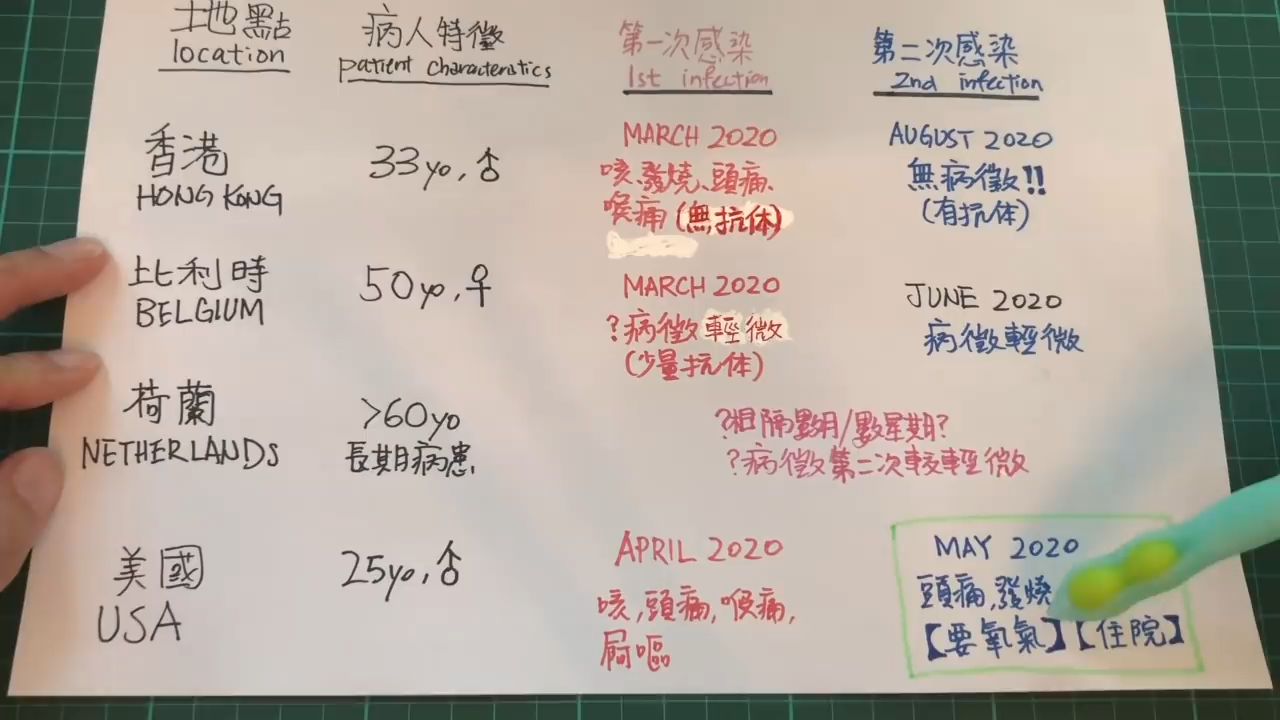 地點
location
病人特徵
patient characteristics
第一次感染
1st infection
第二次感染
2nd infection
香港
HONG KONG
33yo, ♂
MARCH 2020
咳、發燒、頭痛、
喉痛(無抗体)
AUGUST 2020
無病徵!!
(有抗体)
比利時
BELGIUM
50yo, ♀
MARCH 2020
?病徵輕微
(少量抗体)
JUNE 2020
病徵輕微
荷蘭
NETHERLANDS
>60yo
長期病患
?相隔數月/數星期?
?病徵第二次較輕微
美國
USA
25yo, ♂
APRIL 2020
咳,頭痛,喉痛,
嘔
MAY 2020
頭痛,發燒
【要氧氣】【住院】